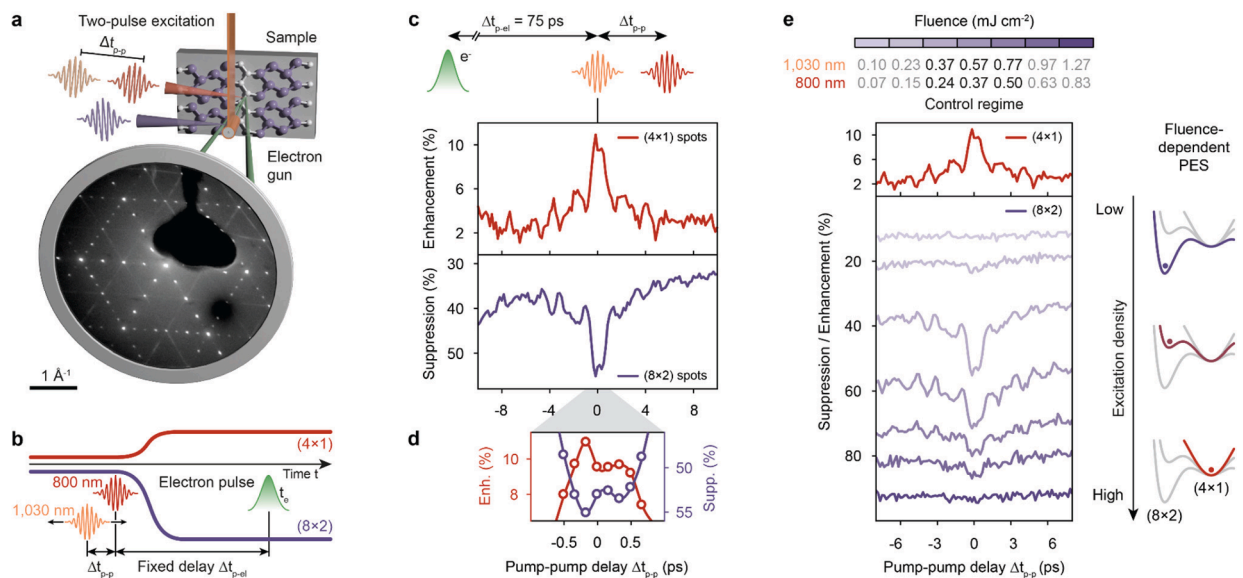 a
Two-pulse excitation
Δt p-p
Sample
Electron
gun
1 Å-1
b
(4×1)
Time t
800 nm
Electron pulse
te
1,030 nm
(8×2)
Δt p-p
Fixed delay Δt p-el
c
Δt p-el = 75 ps
Δt p-p
e-
Enhancement (%)
10
6
2
(4×1) spots
Suppression (%)
30
40
50
(8×2) spots
-8 -4 0 4 8
d
Enh. (%)
10
8
50
55
Supp. (%)
-0.5 0 0.5
Pump-pump delay Δt p-p (ps)
e
Fluence (mJ cm-2)
1,030 nm 0.10 0.23 0.37 0.57 0.77 0.97 1.27
800 nm 0.07 0.15 0.24 0.37 0.50 0.63 0.83
Control regime
10
6
2
(4×1)
Suppression / Enhancement (%)
(8×2)
20
40
60
80
-6 -3 0 3 6
Pump-pump delay Δt p-p (ps)
Fluence-
dependent
PES
Low
Excitation density
High
(4×1)
(8×2)